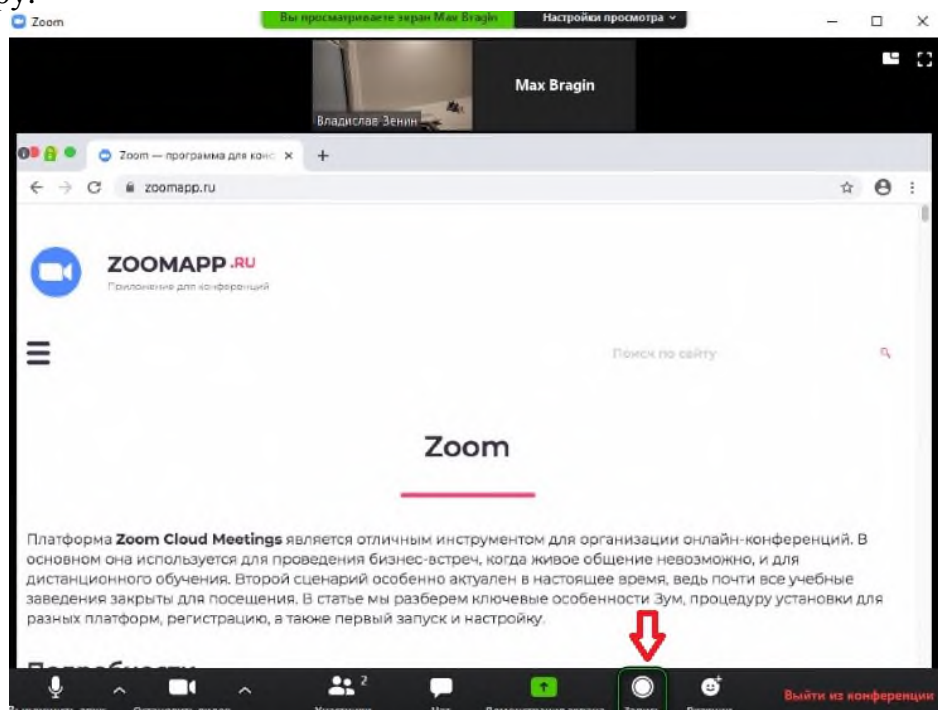 ру.
Zoom
Вы просматриваете экран Max Bragin
Настройки просмотра
Владислав Зенин
Max Bragin
Zoom — программа для конс
zoomapp.ru
ZOOMAPP .RU
Приложение для конференций
Поиск по сайту
Zoom
Платформа Zoom Cloud Meetings является отличным инструментом для организации онлайн-конференций. В
основном она используется для проведения бизнес-встреч, когда живое общение невозможно, и для
дистанционного обучения. Второй сценарий особенно актуален в настоящее время, ведь почти все учебные
заведения закрыты для посещения. В статье мы разберем ключевые особенности Зум, процедуру установки для
разных платформ, регистрацию, а также первый запуск и настройку.
Подробности
2
Выйти из конференции